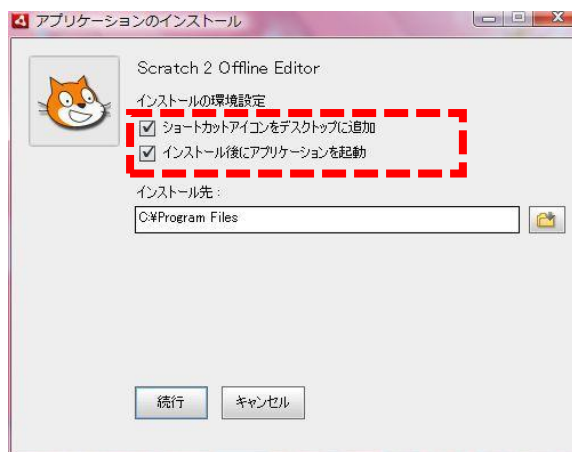 アプリケーションのインストール
Scratch 2 Offline Editor
インストールの環境設定
ショートカットアイコンをデスクトップに追加
インストール後にアプリケーションを起動
インストール先：
C:¥Program Files
続行
キャンセル